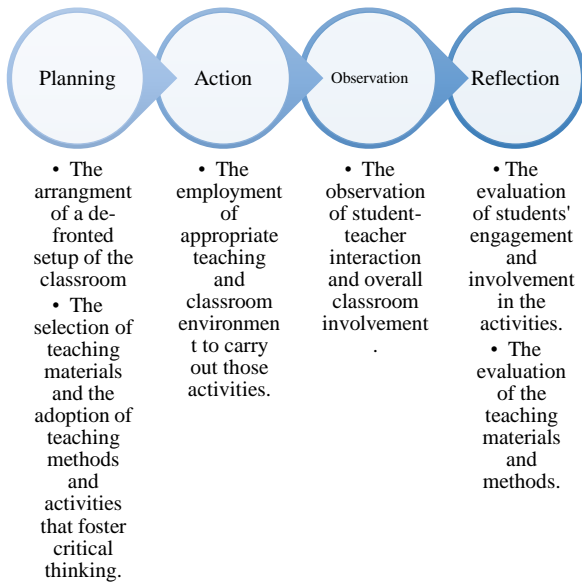 Planning
• The
arrangment
of a de-
fronted
setup of the
classroom
• The
selection of
teaching
materials
and the
adoption of
teaching
methods
and
activities
that foster
critical
thinking.
Action
• The
employment
of
appropriate
teaching
and
classroom
environmen
t to carry
out those
activities.
Observation
• The
observation
of student-
teacher
interaction
and overall
classroom
involvement
.
Reflection
• The
evaluation
of students'
engagement
and
involvement
in the
activities.
• The
evaluation
of the
teaching
materials
and
methods.